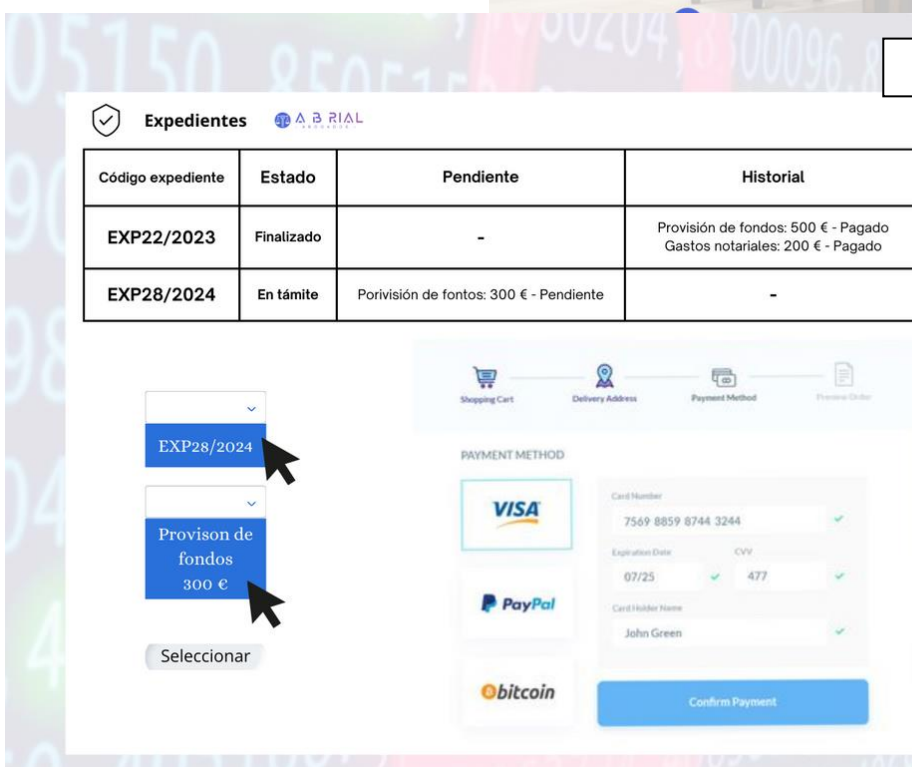 Expedientes
A B RIAL
ABOGADOS
Código expediente
Estado
Pendiente
Historial
EXP22/2023
Finalizado
-
Provisión de fondos: 500 € - Pagado
Gastos notariales: 200 € - Pagado
EXP28/2024
En támite
Porivisión de fontos: 300 € - Pendiente
-
Shopping Cart
Delivery Address
Payment Method
Preview Order
EXP28/2024
Provison de
fondos
300 €
Seleccionar
PAYMENT METHOD
VISA
PayPal
bitcoin
Card Number
7569 8859 8744 3244
Expiration Date
CVV
07/25
477
Card Holder Name
John Green
Confirm Payment